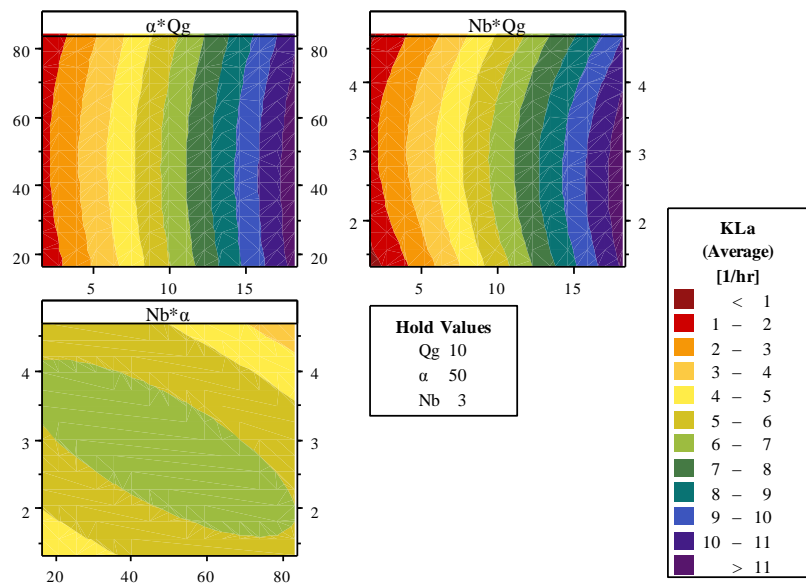 α*Qg
80
60
40
20
80
60
40
20
5
10
15
Nb*Qg
4
3
2
4
3
2
5
10
15
Nb*α
4
3
2
4
3
2
20
40
60
80
Hold Values
Qg 10
α 50
Nb 3
KLa
(Average)
[1/hr]
< 1
1 – 2
2 – 3
3 – 4
4 – 5
5 – 6
6 – 7
7 – 8
8 – 9
9 – 10
10 – 11
> 11